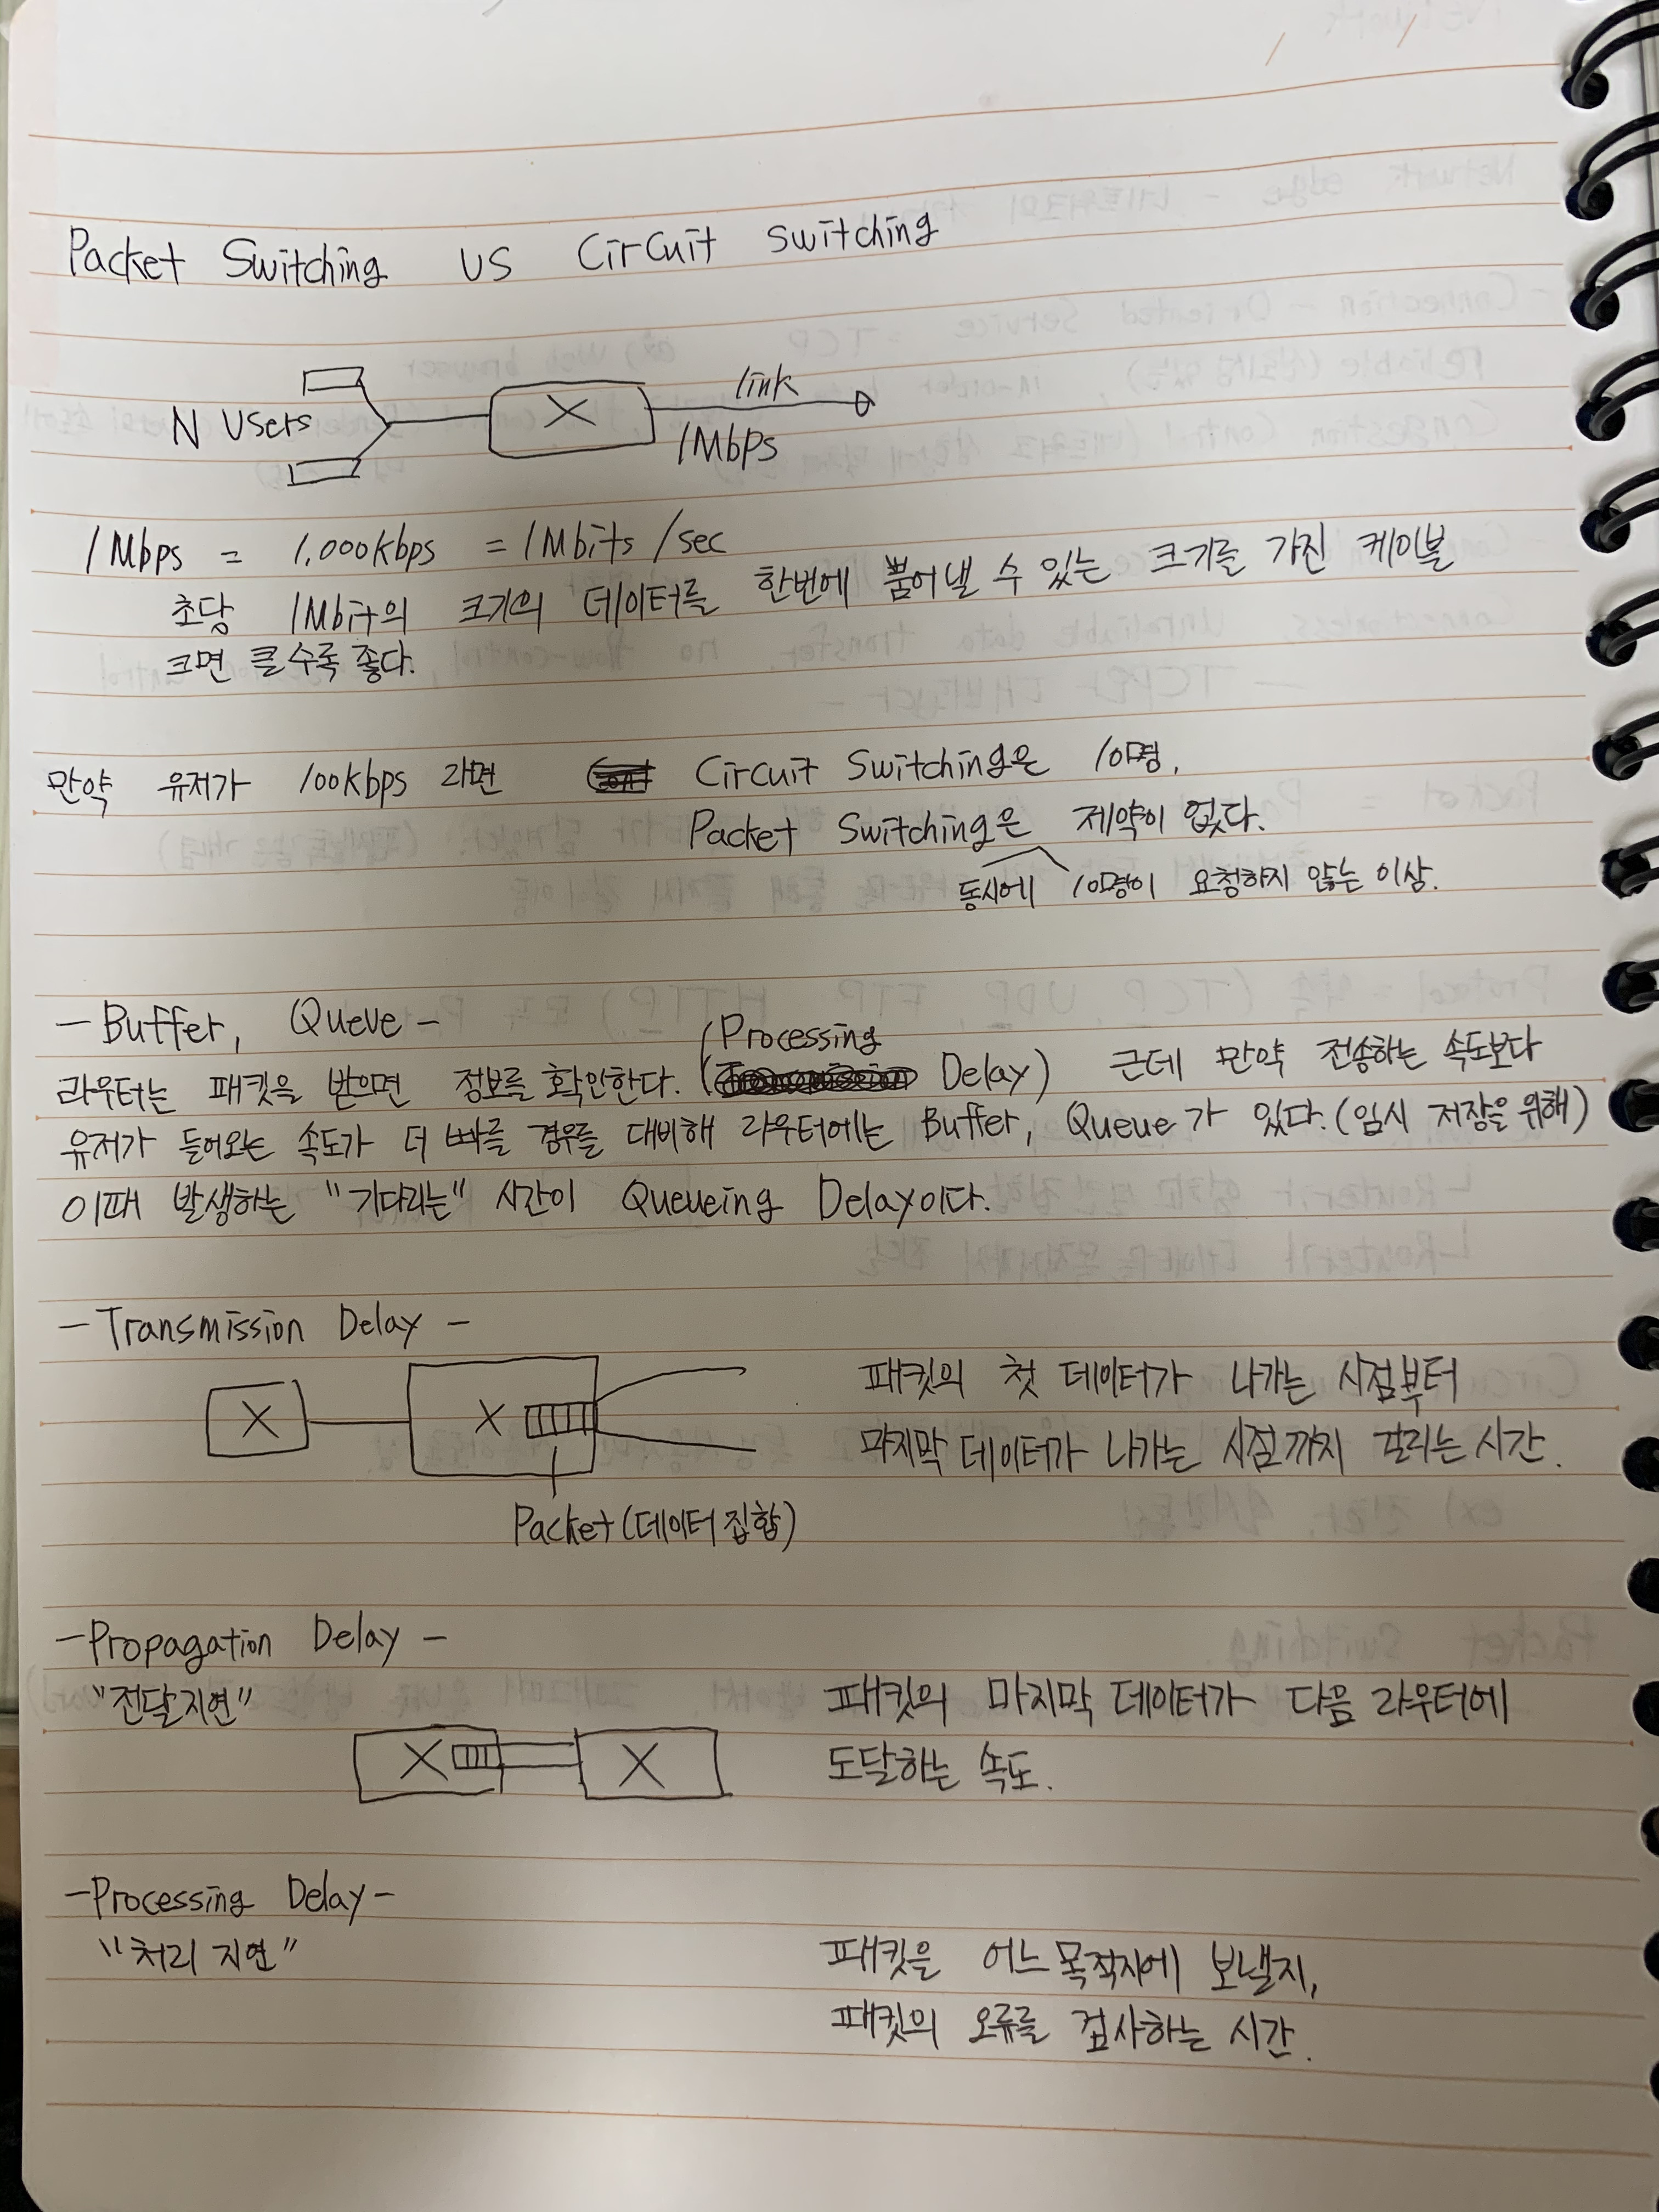 Packet Switching VS Circuit Switching
N Users
X
link
1Mbps
1Mbps = 1.000Kbps = 1Mbits/sec
초당 1Mbit의 크기의 데이터를 한번에 뿜어낼 수 있는 크기를 가진 케이블
크면 클수록 좋다.
만약 유저가 100Kbps 라면 Circuit Switching은 10명,
Packet Switching은 제약이 없다.
동시에 10명이 요청하지 않는 이상.
- Buffer, Queue -
라우터는 패킷을 받으면 정보를 확인한다. (Processing Delay) 근데 만약 전송하는 속도보다
유저가 들어오는 속도가 더 빠를 경우를 대비해 라우터에는 Buffer, Queue가 있다. (임시 저장을 위해)
이때 발생하는 "기다리는" 시간이 Queueing Delay이다.
- Transmission Delay -
X X
Packet (데이터 집합)
패킷의 첫 데이터가 나가는 시점부터
마지막 데이터가 나가는 시점까지 걸리는 시간.
- Propagation Delay -
"전달지연"
X X
패킷의 마지막 데이터가 다음 라우터에
도달하는 속도.
- Processing Delay -
"처리 지연"
패킷을 어느 목적지에 보낼지,
패킷의 오류를 검사하는 시간.